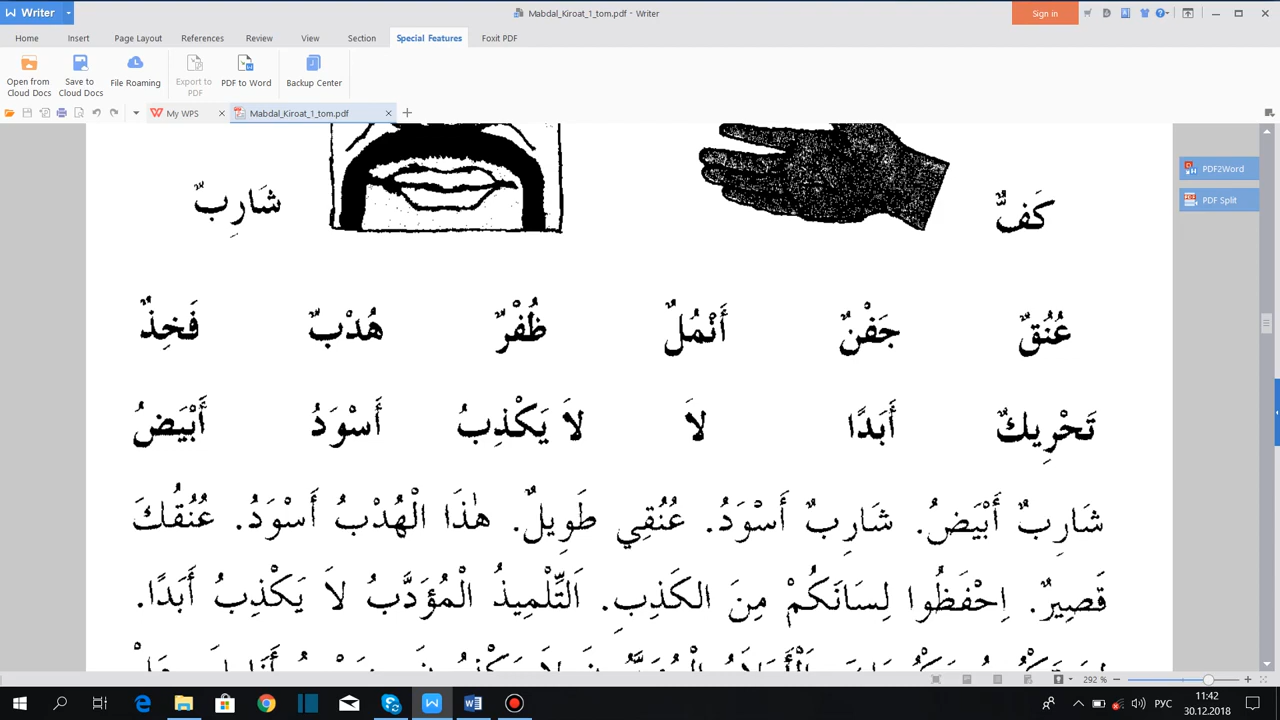 Writer
Mabdal_Kiroat_1_tom.pdf - Writer
Sign in
Home Insert Page Layout References Review View Section Special Features Foxit PDF
Open from Cloud Docs
Save to Cloud Docs
File Roaming
Export to PDF
PDF to Word
Backup Center
My WPS
Mabdal_Kiroat_1_tom.pdf
PDF2Word
PDF Split
كَفٌّ شَارِبٌ
عُنُقٌ جَفْنٌ أَنْمُلٌ ظُفْرٌ هُدْبٌ فَخِذٌ
تَحْرِيكٌ أَبَدًا لاَ لاَ يَكْذِبُ أَسْوَدُ أَبْيَضُ
شَارِبٌ أَبْيَضُ. شَارِبٌ أَسْوَدُ. عُنُقِي طَوِيلٌ. هٰذَا الْهُدْبُ أَسْوَدُ. عُنُقُكَ
قَصِيرٌ. اِحْفَظُوا لِسَانَكُمْ مِنَ الكَذِبِ. اَلتِّلْمِيذُ الْمُؤَدَّبُ لاَ يَكْذِبُ أَبَدًا.
292 %
РУС
11:42
30.12.2018